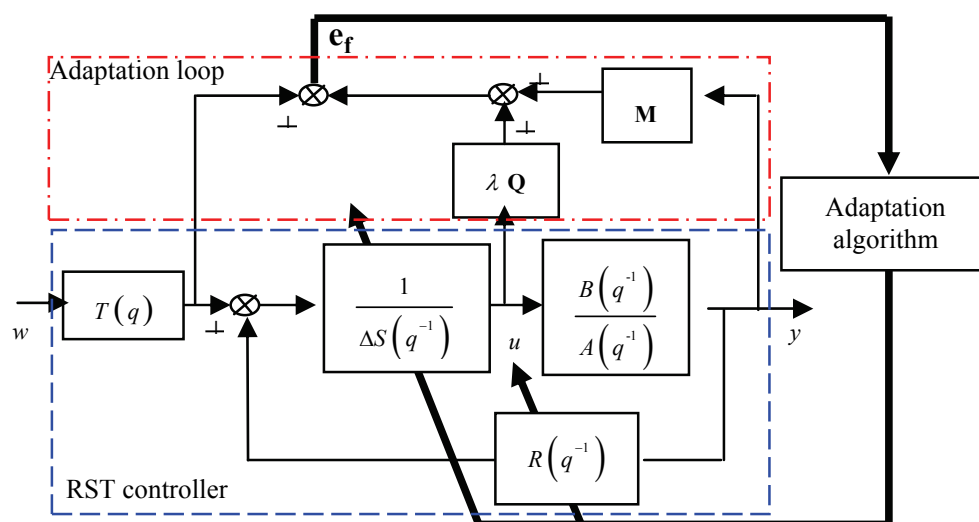 e_f
Adaptation loop
M
λ Q
Adaptation
algorithm
T(q)
1
ΔS(q⁻¹)
B(q⁻¹)
A(q⁻¹)
w
u
y
R(q⁻¹)
RST controller